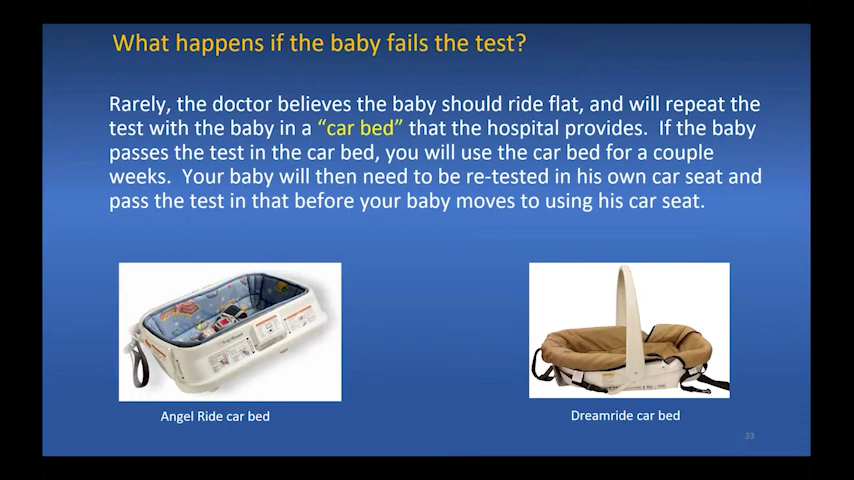 What happens if the baby fails the test?
Rarely, the doctor believes the baby should ride flat, and will repeat the
test with the baby in a “car bed” that the hospital provides.  If the baby
passes the test in the car bed, you will use the car bed for a couple
weeks.  Your baby will then need to be re-tested in his own car seat and
pass the test in that before your baby moves to using his car seat.
Angel Ride car bed
Dreamride car bed
33